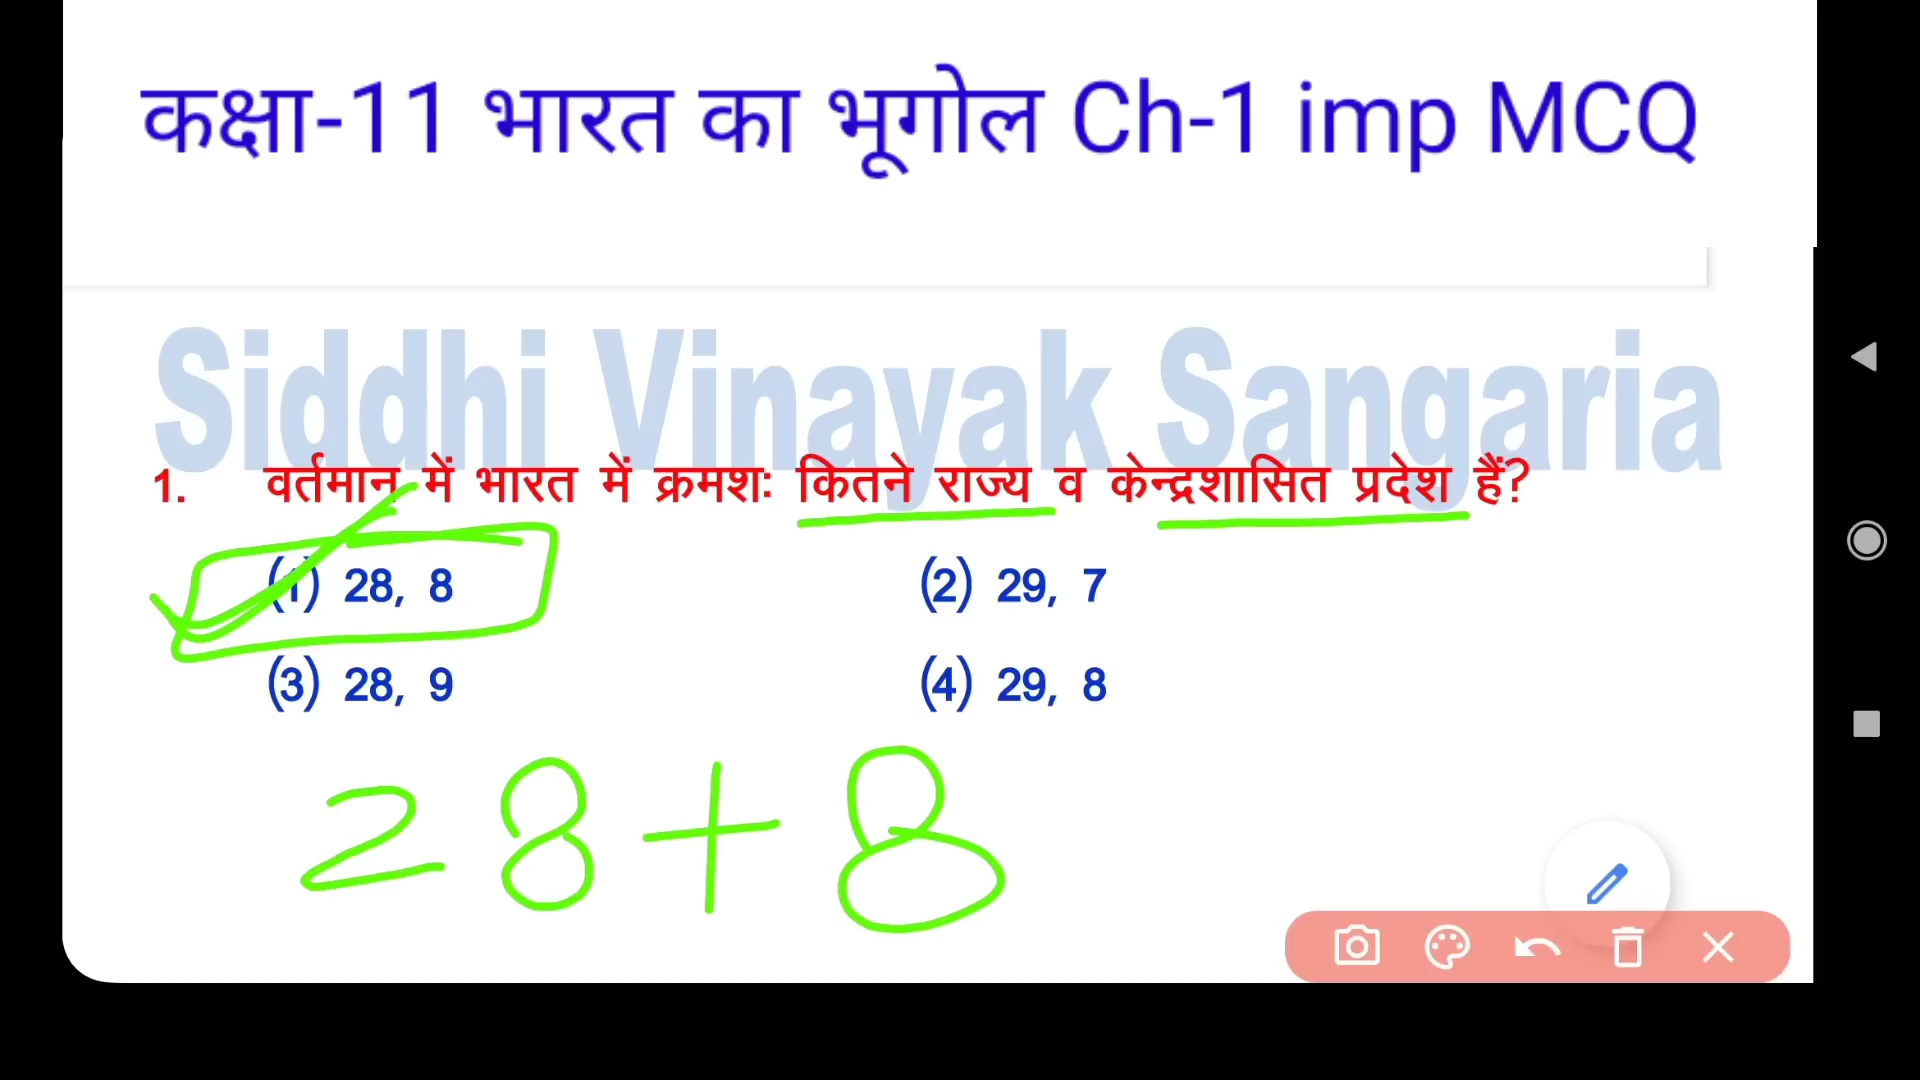 कक्षा-11 भारत का भूगोल Ch-1 imp MCQ
Siddhi Vinayak Sangaria
1. वर्तमान में भारत में क्रमशः कितने राज्य व केन्द्रशासित प्रदेश हैं?
(1) 28, 8 (2) 29, 7
(3) 28, 9 (4) 29, 8
28+8